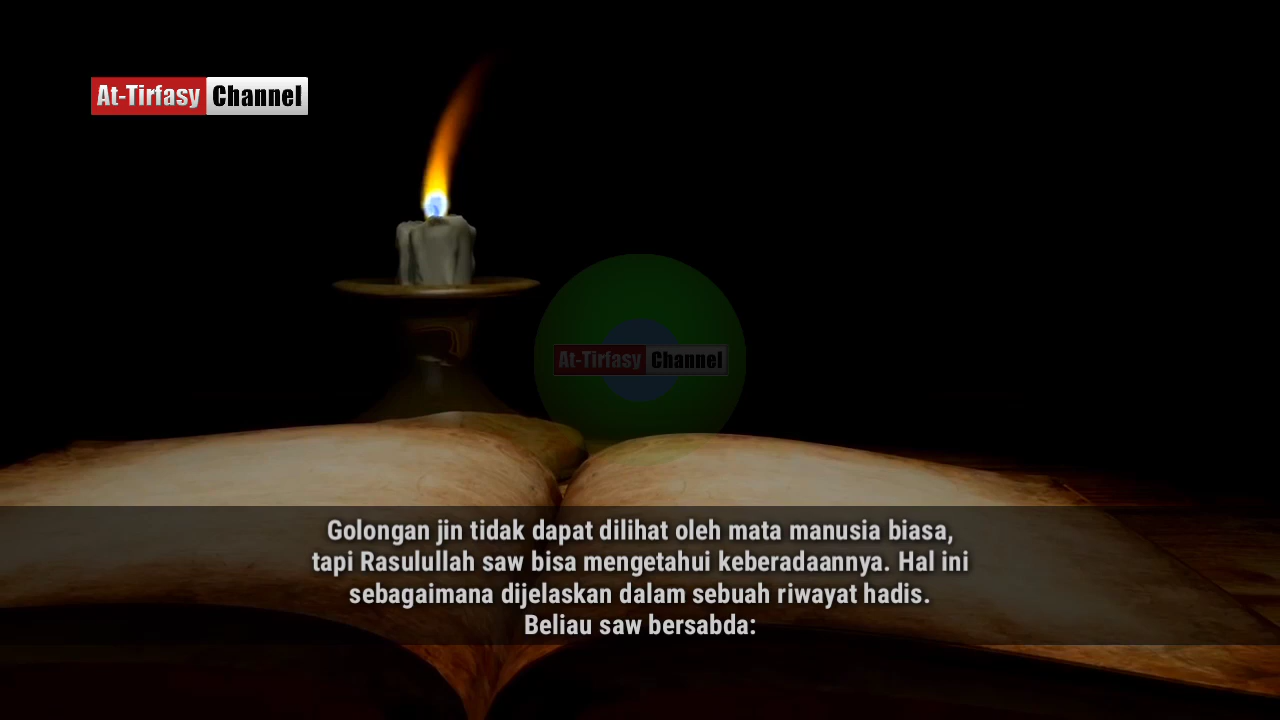 At-Tirfasy Channel
At-Tirfasy Channel
Golongan jin tidak dapat dilihat oleh mata manusia biasa,
tapi Rasulullah saw bisa mengetahui keberadaannya. Hal ini
sebagaimana dijelaskan dalam sebuah riwayat hadis.
Beliau saw bersabda: